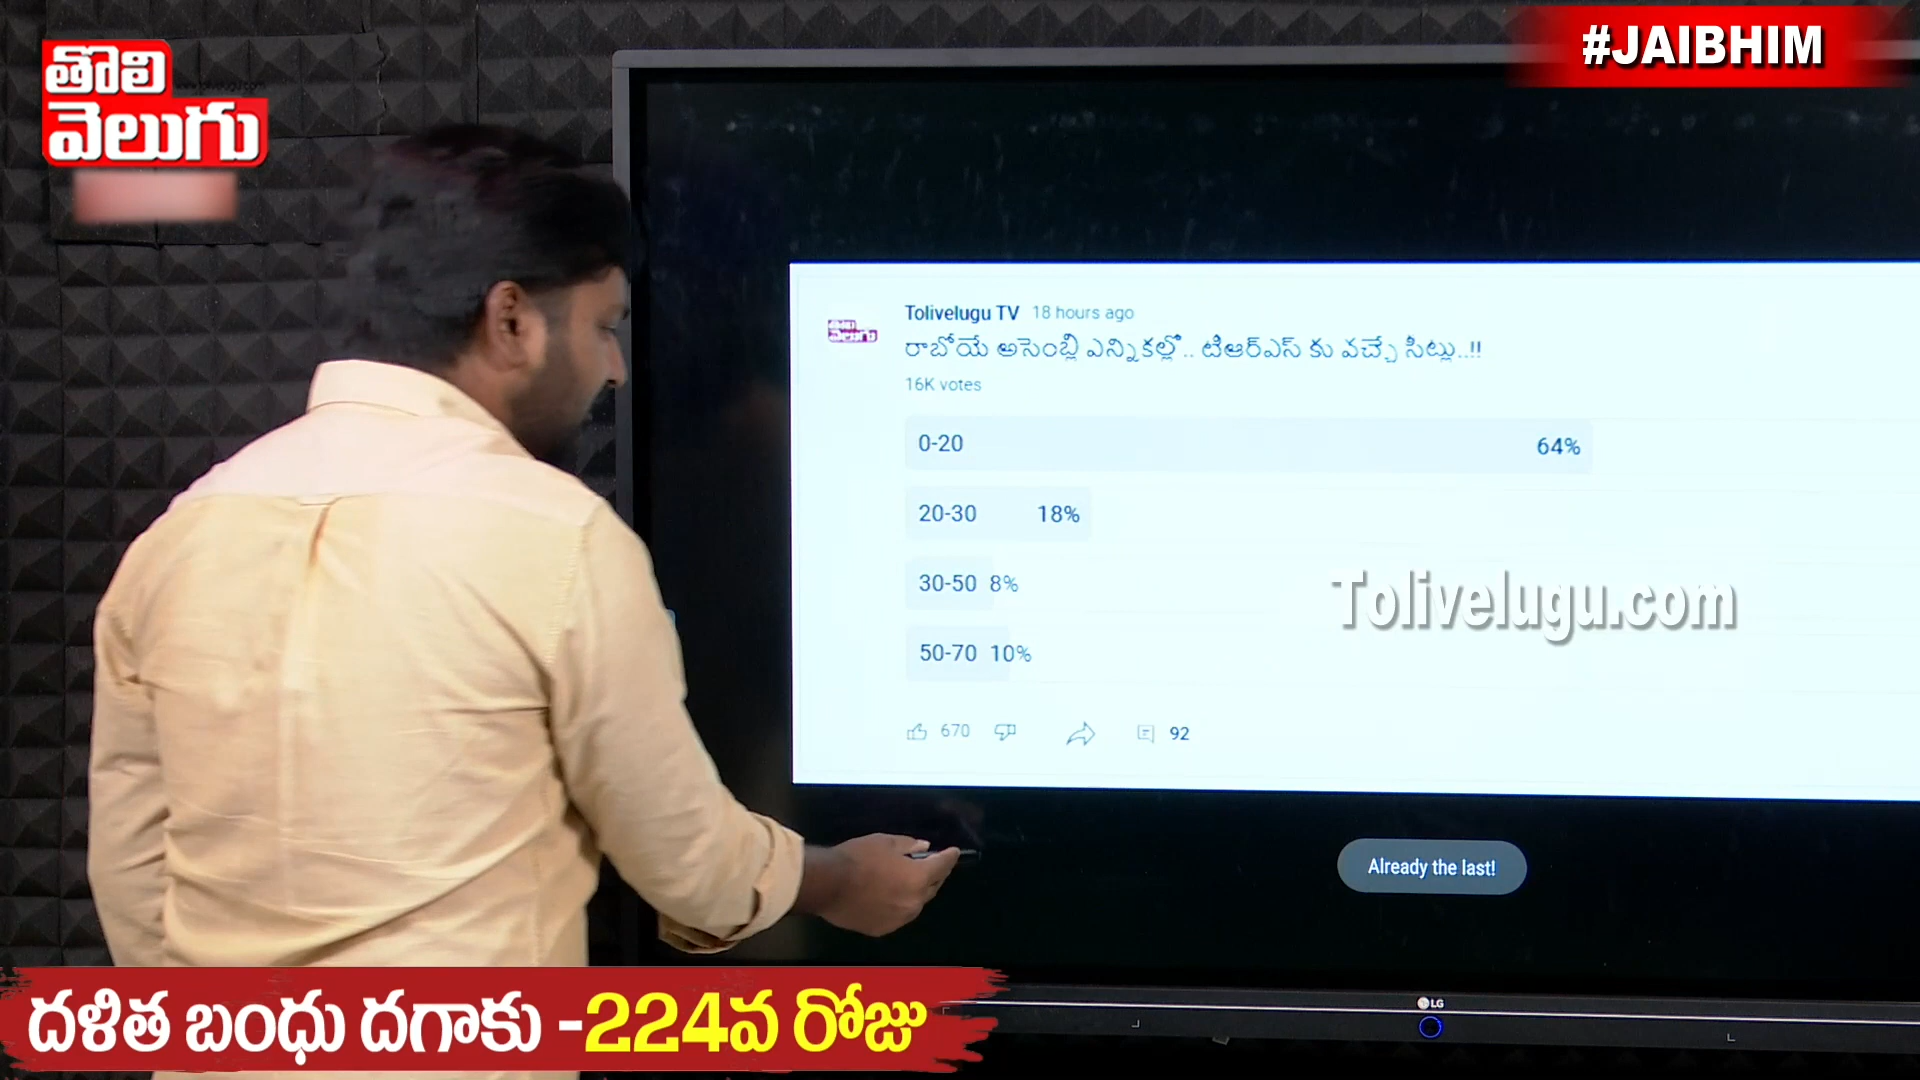 #JAIBHIM
తొలి
వెలుగు
Tolivelugu TV 18 hours ago
రాబోయే అసెంబ్లీ ఎన్నికల్లో.. టీఆర్ఎస్ కు వచ్చే సీట్లు..!!
16K votes
0-20 64%
20-30 18%
30-50 8%
50-70 10%
Tolivelugu.com
670 92
Already the last!
LG
దళిత బంధు దగాకు -224వ రోజు